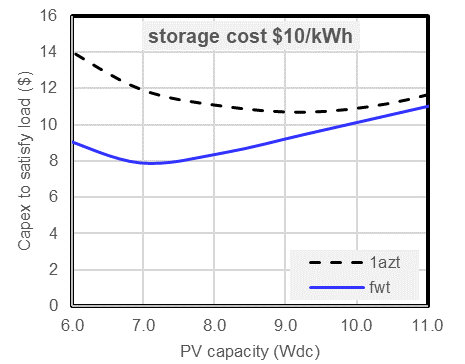 storage cost $10/kWh
Capex to satisfy load ($)
16
14
12
10
8
6
4
2
0
1azt
fwt
6.0 7.0 8.0 9.0 10.0 11.0
PV capacity (Wdc)